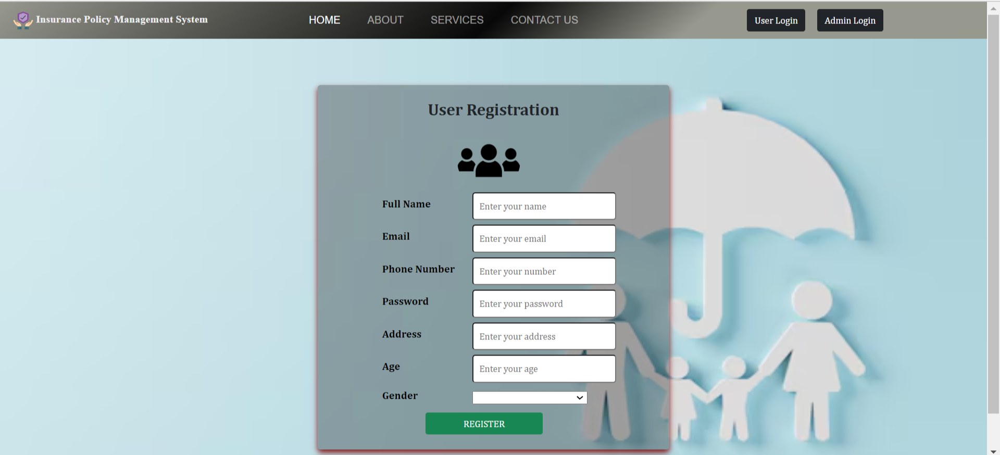 Insurance Policy Management System
HOME ABOUT SERVICES CONTACT US
User Login Admin Login
User Registration
Full Name Enter your name
Email Enter your email
Phone Number Enter your number
Password Enter your password
Address Enter your address
Age Enter your age
Gender
REGISTER